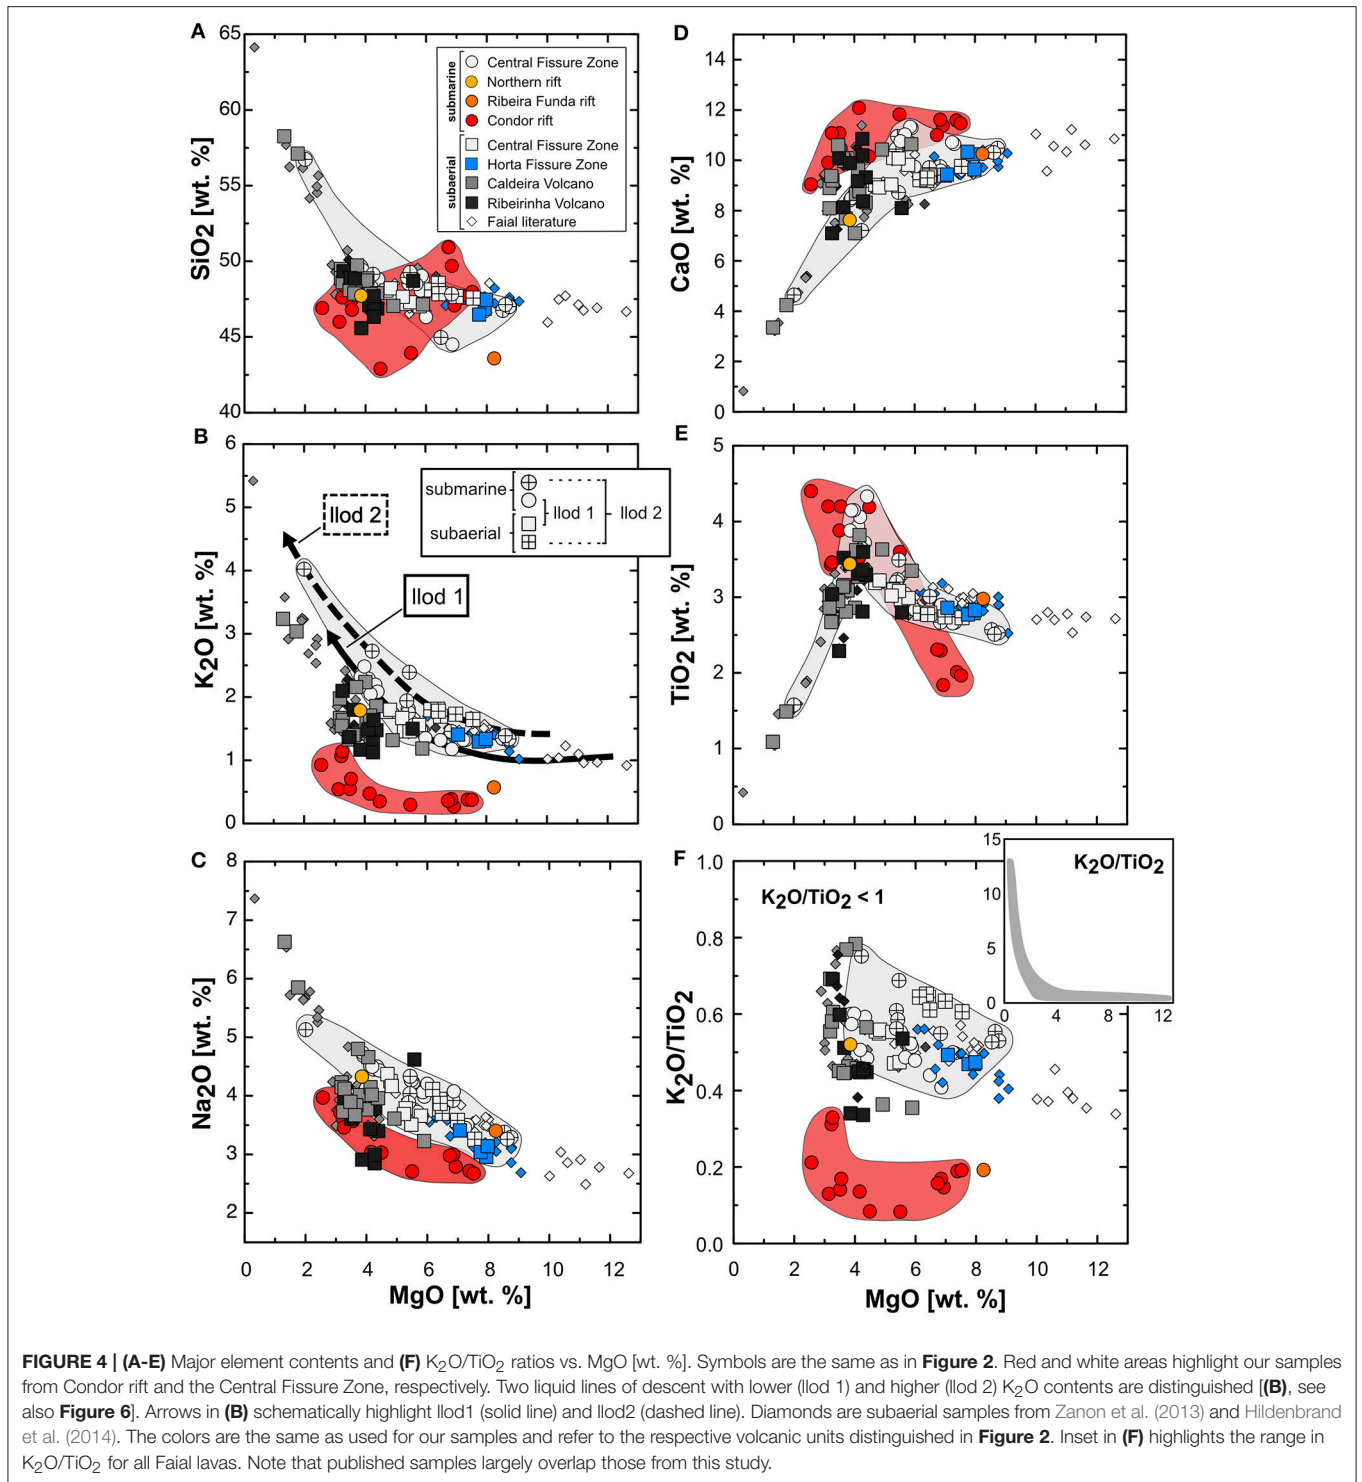 A
SiO2 [wt. %]
65
60
55
50
45
40
submarine
Central Fissure Zone
Northern rift
Ribeira Funda rift
Condor rift
subaerial
Central Fissure Zone
Horta Fissure Zone
Caldeira Volcano
Ribeirinha Volcano
Faial literature
D
CaO [wt. %]
14
12
10
8
6
4
2
0
B
K2O [wt. %]
6
5
4
3
2
1
0
llod 2
llod 1
submarine
subaerial
llod 1
llod 2
E
TiO2 [wt. %]
5
4
3
2
1
0
C
Na2O [wt. %]
8
7
6
5
4
3
2
0 2 4 6 8 10 12
MgO [wt. %]
F
K2O/TiO2
1.0
0.8
0.6
0.4
0.2
0.0
K2O/TiO2 < 1
K2O/TiO2
15
10
5
0
0 4 8 12
0 2 4 6 8 10 12
MgO [wt. %]
FIGURE 4 | (A-E) Major element contents and (F) K2O/TiO2 ratios vs. MgO [wt. %]. Symbols are the same as in Figure 2. Red and white areas highlight our samples
from Condor rift and the Central Fissure Zone, respectively. Two liquid lines of descent with lower (llod 1) and higher (llod 2) K2O contents are distinguished [(B), see
also Figure 6]. Arrows in (B) schematically highlight llod1 (solid line) and llod2 (dashed line). Diamonds are subaerial samples from Zanon et al. (2013) and Hildenbrand
et al. (2014). The colors are the same as used for our samples and refer to the respective volcanic units distinguished in Figure 2. Inset in (F) highlights the range in
K2O/TiO2 for all Faial lavas. Note that published samples largely overlap those from this study.